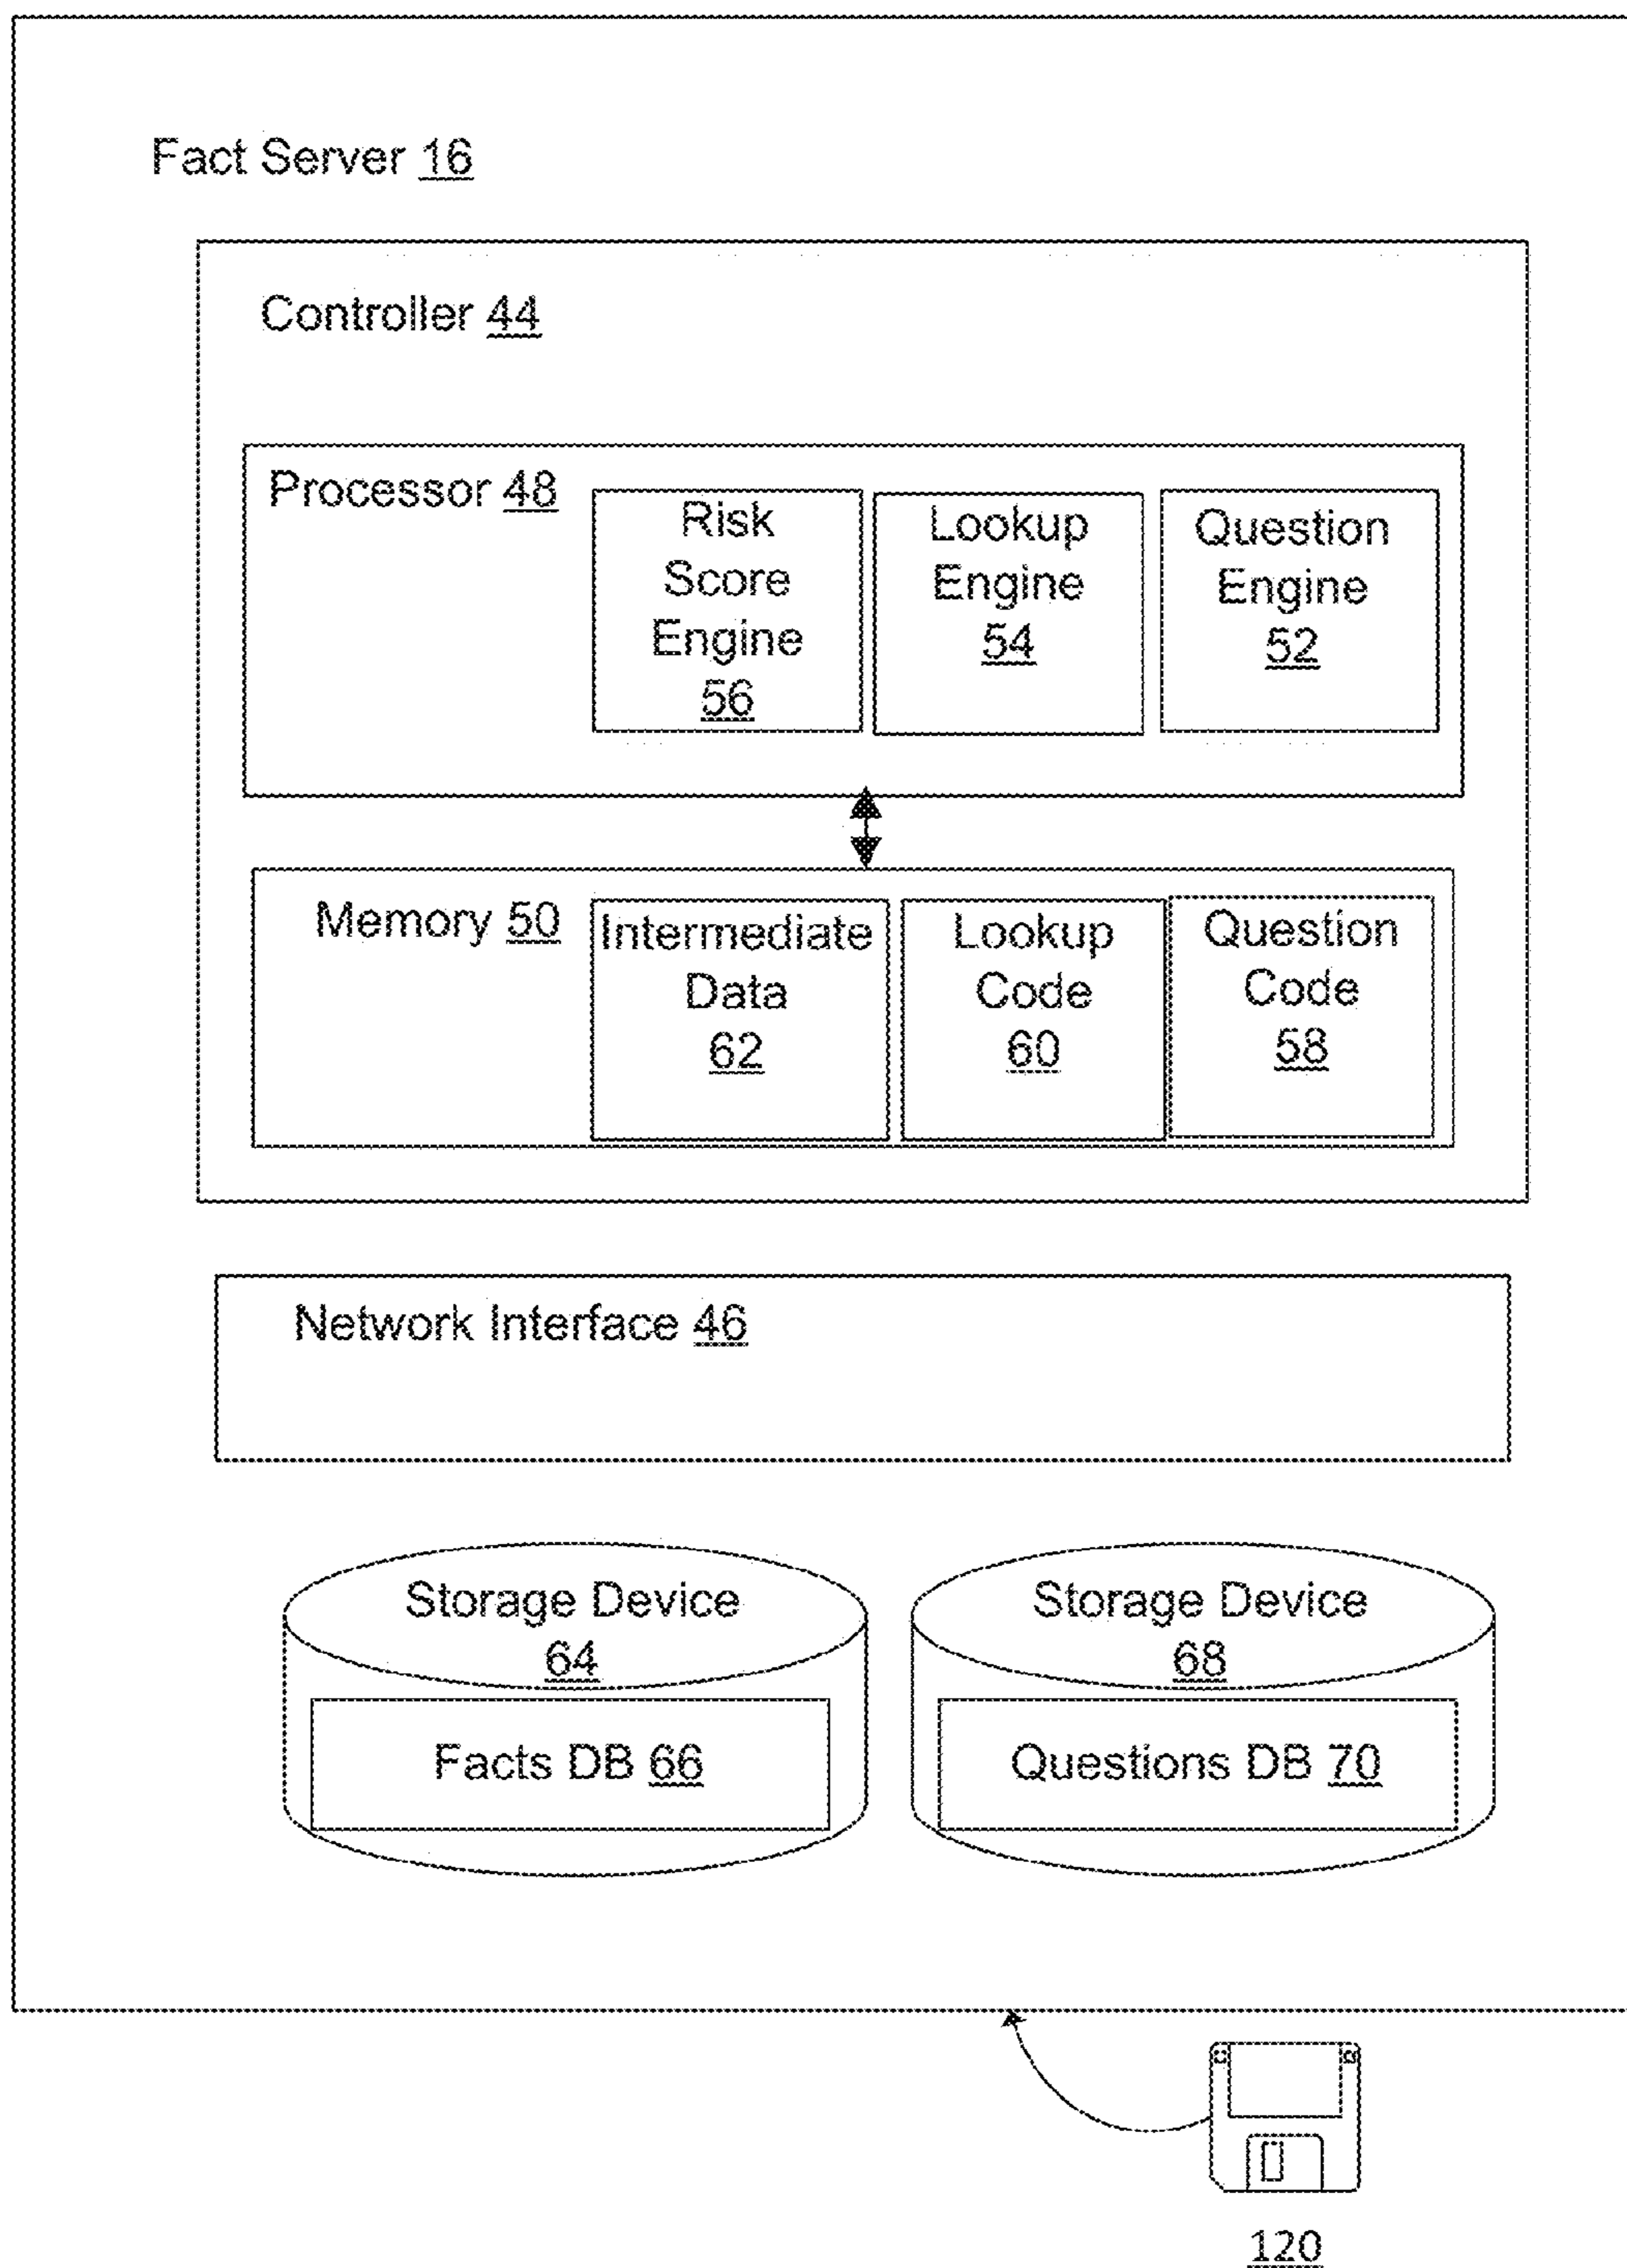 Fact Server 16
Controller 44
Processor 48
Risk
Score
Engine
56
Lookup
Engine
54
Question
Engine
52
Memory 50
Intermediate
Data
62
Lookup
Code
60
Question
Code
58
Network Interface 46
Storage Device
64
Facts DB 66
Storage Device
68
Questions DB 70
120